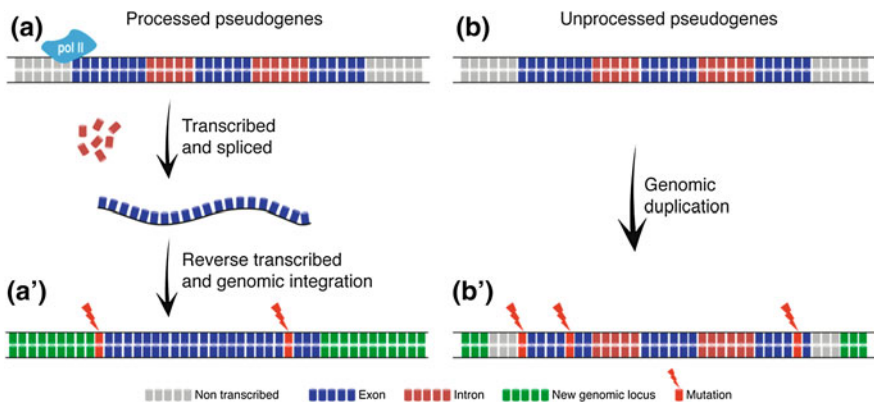 (a)
Processed pseudogenes
pol II
Transcribed
and spliced
Reverse transcribed
and genomic integration
(a')
(b)
Unprocessed pseudogenes
Genomic
duplication
(b')
Non transcribed
Exon
Intron
New genomic locus
Mutation